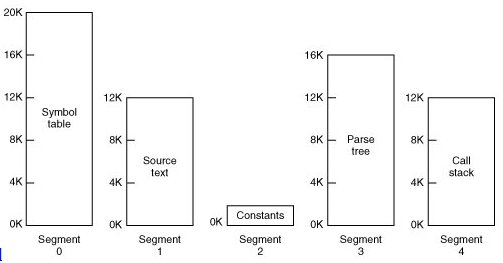 20K
16K
12K
8K
4K
0K
Symbol
table
Segment
0
12K
8K
4K
0K
Source
text
Segment
1
0K
Constants
Segment
2
16K
12K
8K
4K
0K
Parse
tree
Segment
3
12K
8K
4K
0K
Call
stack
Segment
4